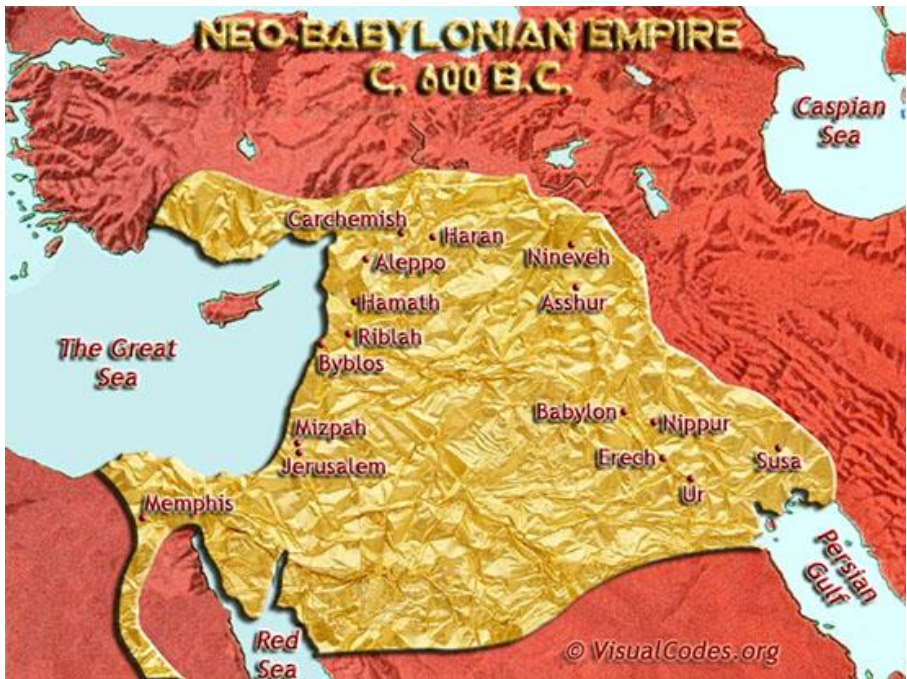 NEO-BABYLONIAN EMPIRE
C. 600 B.C.
Caspian
Sea
Carchemish
Haran
Nineveh
Aleppo
Asshur
Hamath
Riblah
Byblos
The Great
Sea
Babylon
Nippur
Mizpah
Jerusalem
Erech
Susa
Ur
Memphis
Persian
Gulf
Red
Sea
© VisualCodes.org